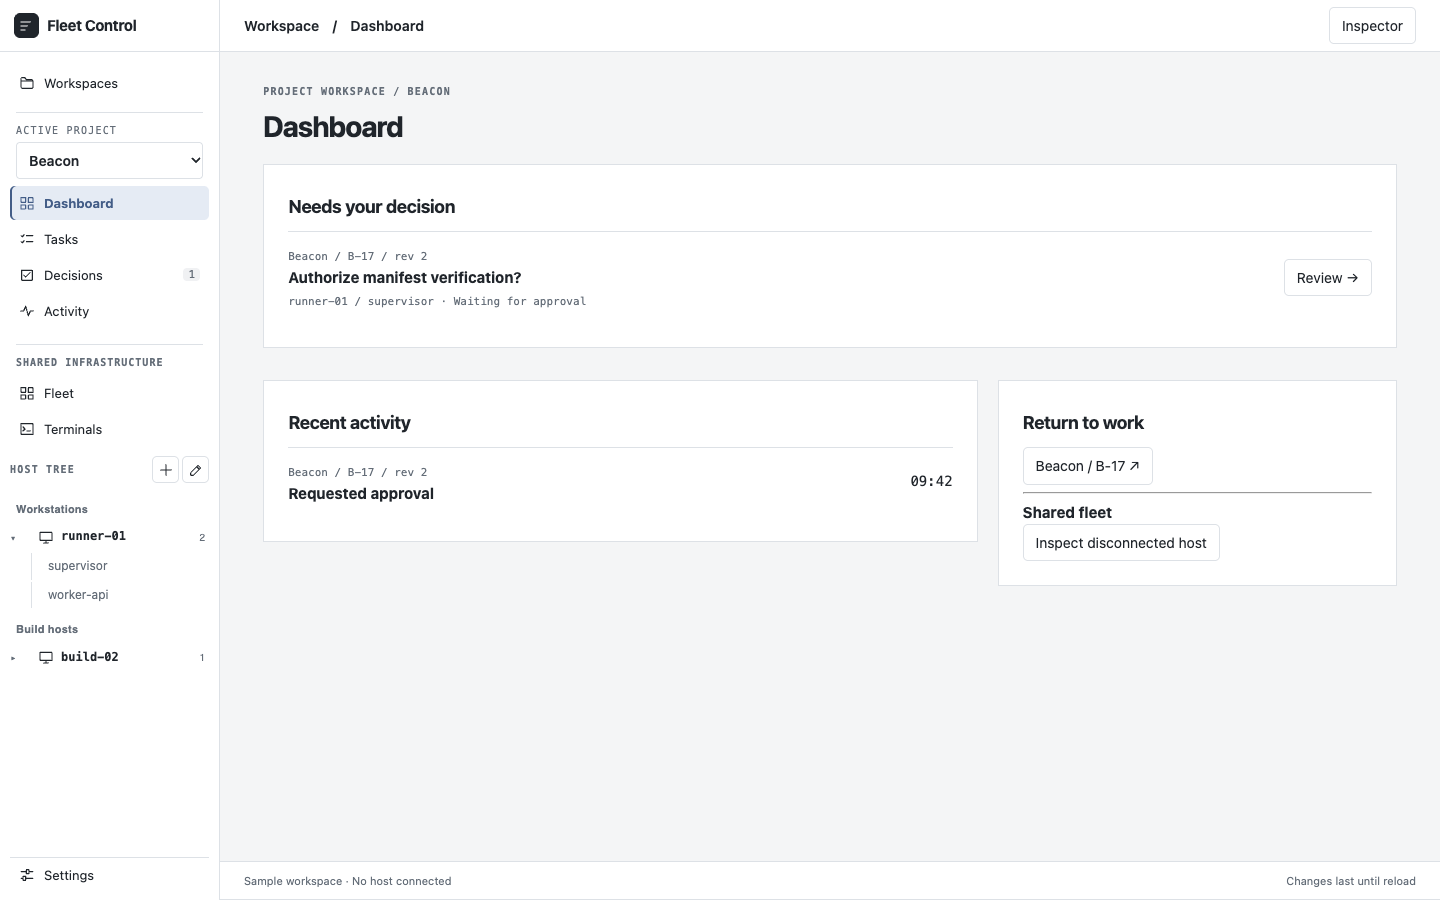 Fleet Control
Workspaces
ACTIVE PROJECT
Beacon
Dashboard
Tasks
Decisions 1
Activity
SHARED INFRASTRUCTURE
Fleet
Terminals
HOST TREE
Workstations
runner-01 2
supervisor
worker-api
Build hosts
build-02 1
Settings
Workspace / Dashboard
Inspector
PROJECT WORKSPACE / BEACON
Dashboard
Needs your decision
Beacon / B-17 / rev 2
Authorize manifest verification?
runner-01 / supervisor · Waiting for approval
Review →
Recent activity
Beacon / B-17 / rev 2
Requested approval
09:42
Return to work
Beacon / B-17 ↗
Shared fleet
Inspect disconnected host
Sample workspace · No host connected
Changes last until reload